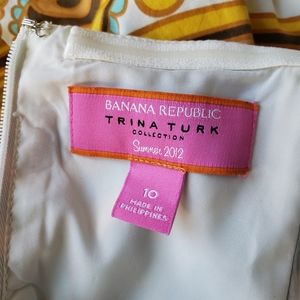 BANANA REPUBLIC
TRINA TURK
COLLECTION
Summer 2012
10
MADE IN
PHILIPPINES